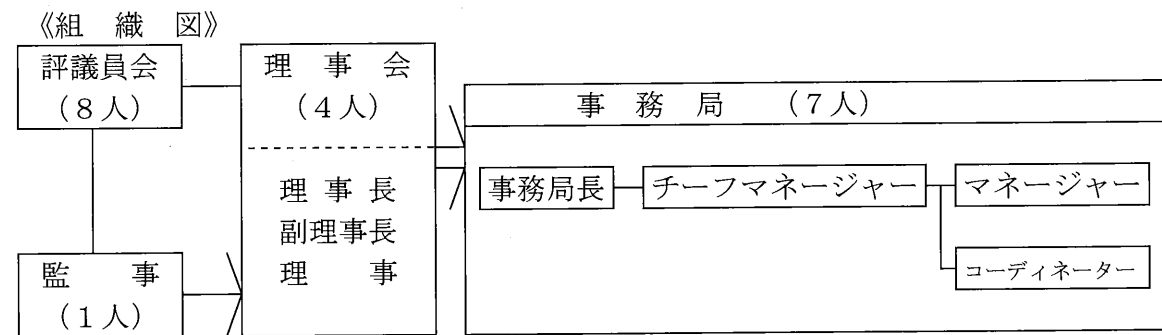 《組織図》
評議員会
(8人)
監事
(1人)
理事会
(4人)
理事長
副理事長
理事
事務局 (7人)
事務局長
チーフマネージャー
マネージャー
コーディネーター